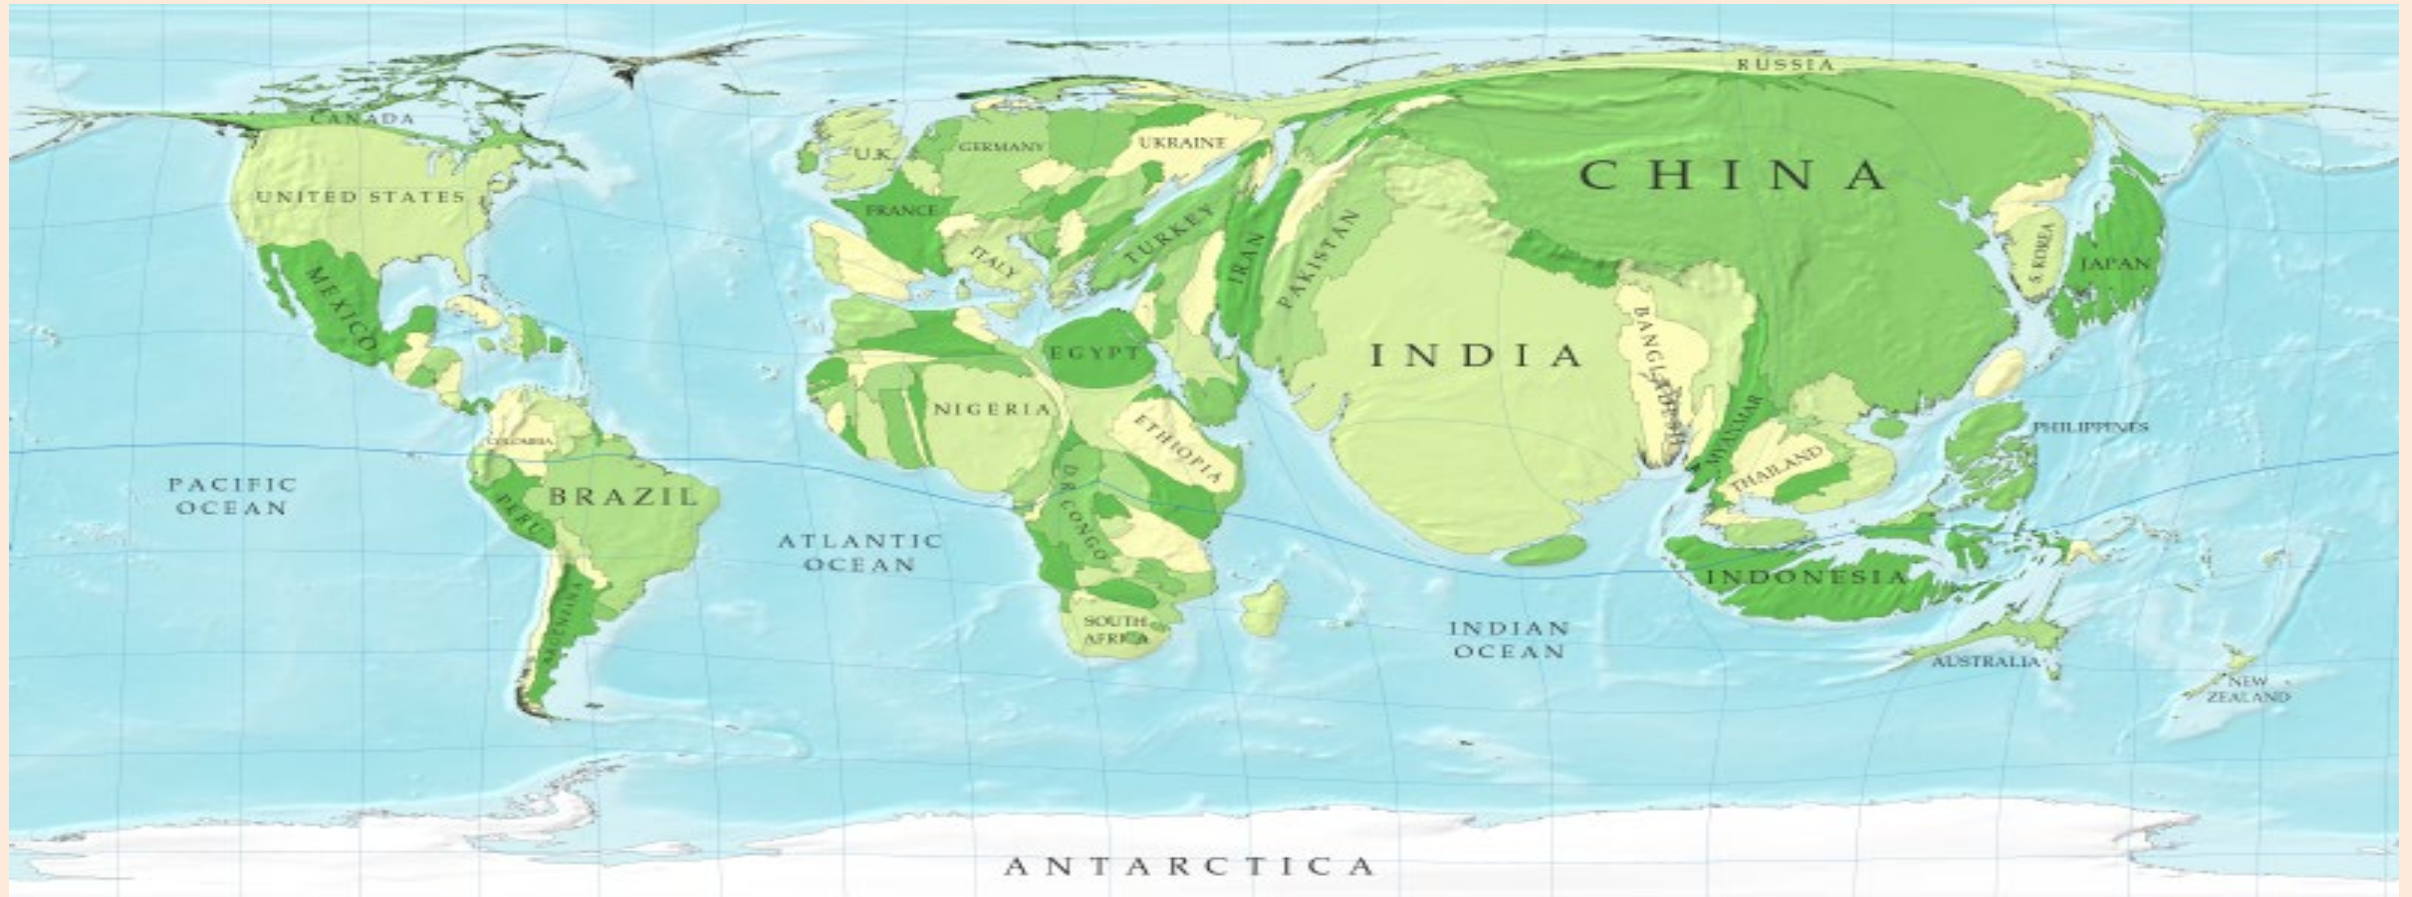 RUSSIA
CANADA
UNITED STATES
MEXICO
COLOMBIA
PERU
BRAZIL
ARGENTINA
PACIFIC
OCEAN
ATLANTIC
OCEAN
U.K.
GERMANY
UKRAINE
FRANCE
ITALY
TURKEY
IRAN
PAKISTAN
EGYPT
NIGERIA
ETHIOPIA
D.R. CONGO
SOUTH
AFRICA
CHINA
INDIA
BANGLADESH
MYANMAR
THAILAND
S. KOREA
JAPAN
PHILIPPINES
INDONESIA
INDIAN
OCEAN
AUSTRALIA
NEW
ZEALAND
ANTARCTICA